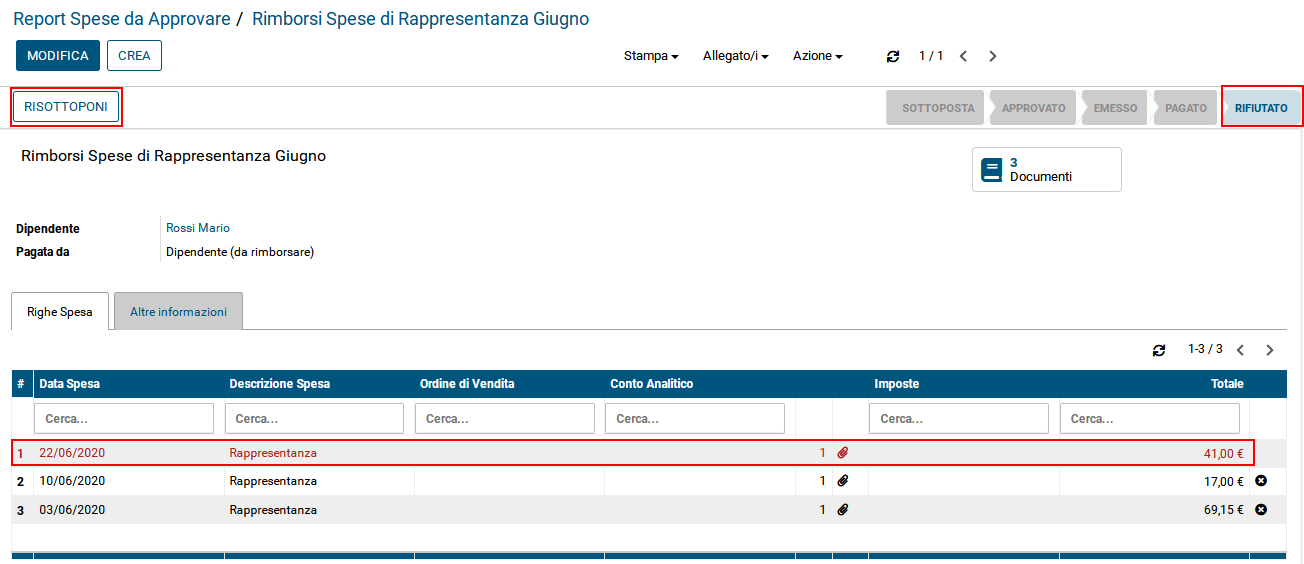 Report Spese da Approvare / Rimborsi Spese di Rappresentanza Giugno
MODIFICA CREA Stampa Allegato/i Azione 1 / 1
RISOTTOPONI SOTTOPOSTA APPROVATO EMESSO PAGATO RIFIUTATO
Rimborsi Spese di Rappresentanza Giugno
3
Documenti
Dipendente Rossi Mario
Pagata da Dipendente (da rimborsare)
Righe Spesa Altre informazioni
1-3 / 3
# Data Spesa Descrizione Spesa Ordine di Vendita Conto Analitico Imposte Totale
Cerca... Cerca... Cerca... Cerca... Cerca... Cerca...
1 22/06/2020 Rappresentanza 1 41,00 €
2 10/06/2020 Rappresentanza 1 17,00 €
3 03/06/2020 Rappresentanza 1 69,15 €